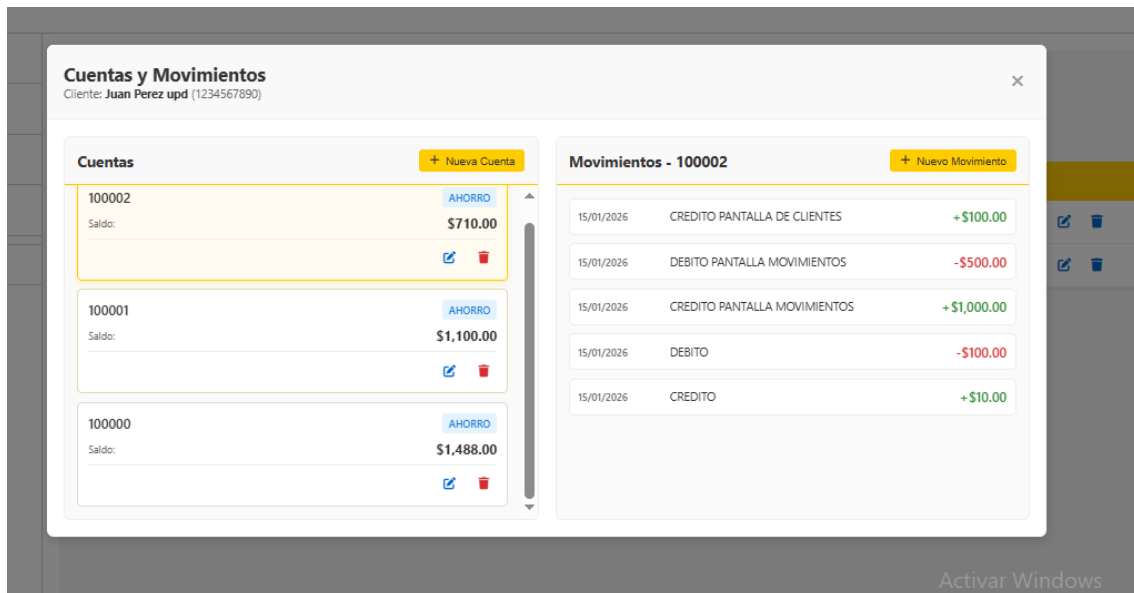 Cuentas y Movimientos
Cliente: Juan Perez upd (1234567890)
×
Cuentas
+ Nueva Cuenta
100002
AHORRO
Saldo:
$710.00
100001
AHORRO
Saldo:
$1,100.00
100000
AHORRO
Saldo:
$1,488.00
Movimientos - 100002
+ Nuevo Movimiento
15/01/2026 CREDITO PANTALLA DE CLIENTES +$100.00
15/01/2026 DEBITO PANTALLA MOVIMIENTOS -$500.00
15/01/2026 CREDITO PANTALLA MOVIMIENTOS +$1,000.00
15/01/2026 DEBITO -$100.00
15/01/2026 CREDITO +$10.00
Activar Windows